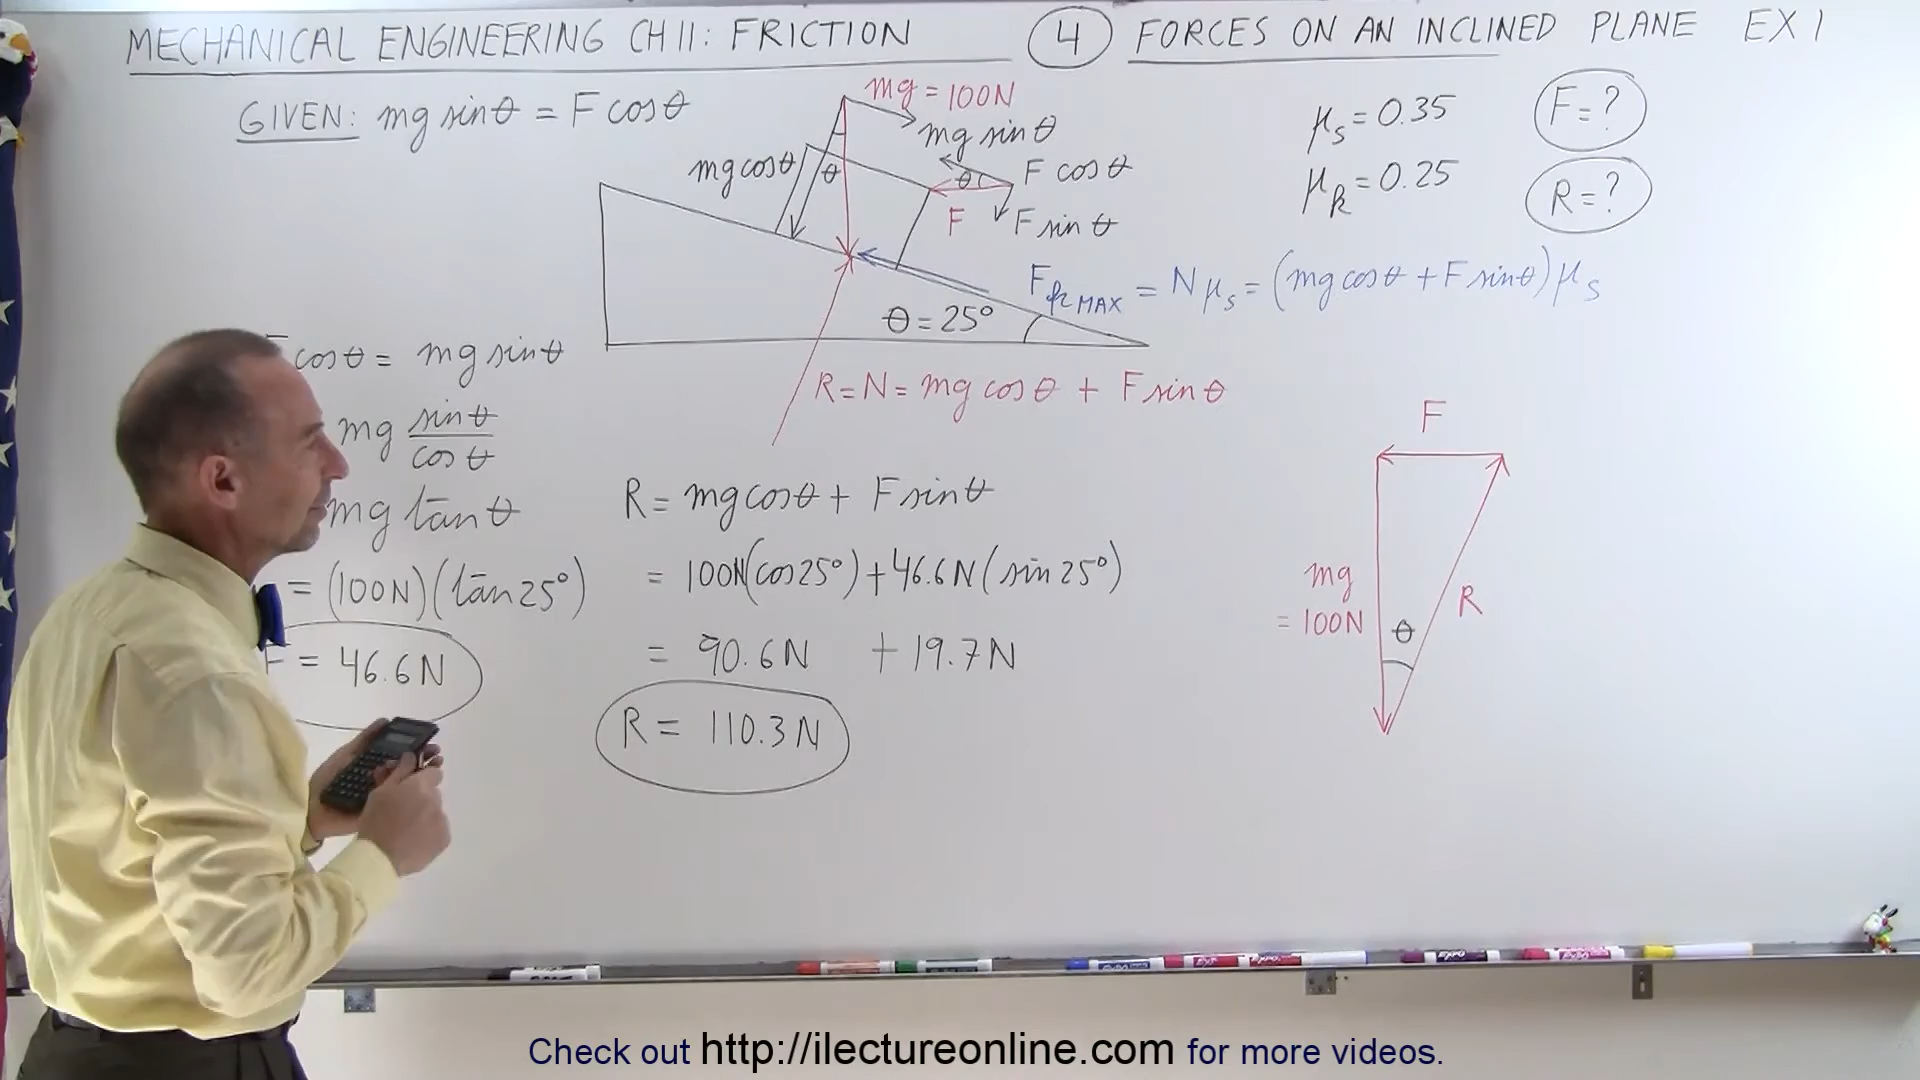 MECHANICAL ENGINEERING CH 11: FRICTION
4 FORCES ON AN INCLINED PLANE EX 1
GIVEN: mg sinθ = F cosθ
mg = 100N
mg sinθ
mg cosθ
θ
θ
F cosθ
F
F sinθ
θ = 25°
μs = 0.35
μk = 0.25
F = ?
R = ?
FfrMAX = Nμs = (mg cosθ + F sinθ)μs
R = N = mg cosθ + F sinθ
cosθ = mg sinθ
mg sinθ/cosθ
mg tanθ
= (100N)(tan25°)
F = 46.6N
R = mg cosθ + F sinθ
= 100N(cos25°) + 46.6N(sin25°)
= 90.6N + 19.7N
R = 110.3N
F
mg
= 100N
θ
R
Check out http://ilectureonline.com for more videos.